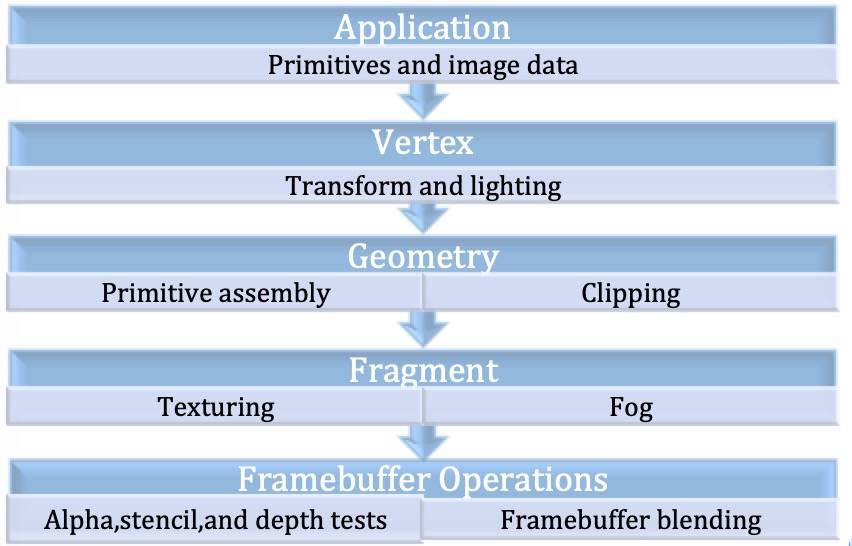 Application
Primitives and image data
Vertex
Transform and lighting
Geometry
Primitive assembly Clipping
Fragment
Texturing Fog
Framebuffer Operations
Alpha,stencil,and depth tests Framebuffer blending